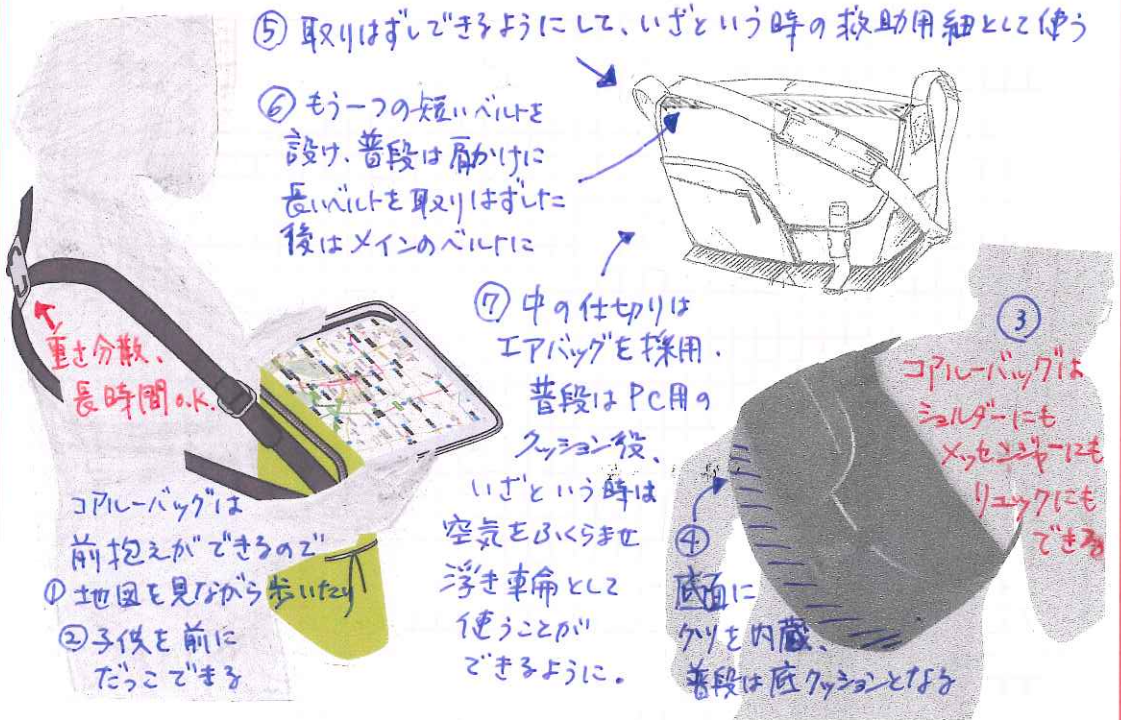 ⑤ 取りはずしできるようにして、いざという時の救助用紐として使う
⑥ もう一つの短いベルトを
設け、普段は肩かけに
長いベルトを取りはずした
後はメインのベルトに
⑦ 中の仕切りは
エアバッグを採用.
普段はPC用の
クッション役、
いざという時は
空気をふくらませ
浮き車輪として
使うことが
できるように。
重さ分散、
長時間o.k.
コアルーバッグは
前抱えができるので
① 地図を見ながら歩いたり
② 子供を前に
だっこできる
③
コアルーバッグは
ショルダーにも
メッセンジャーにも
リュックにも
できる
④
底面に
クツを内蔵、
普段は底クッションとなる